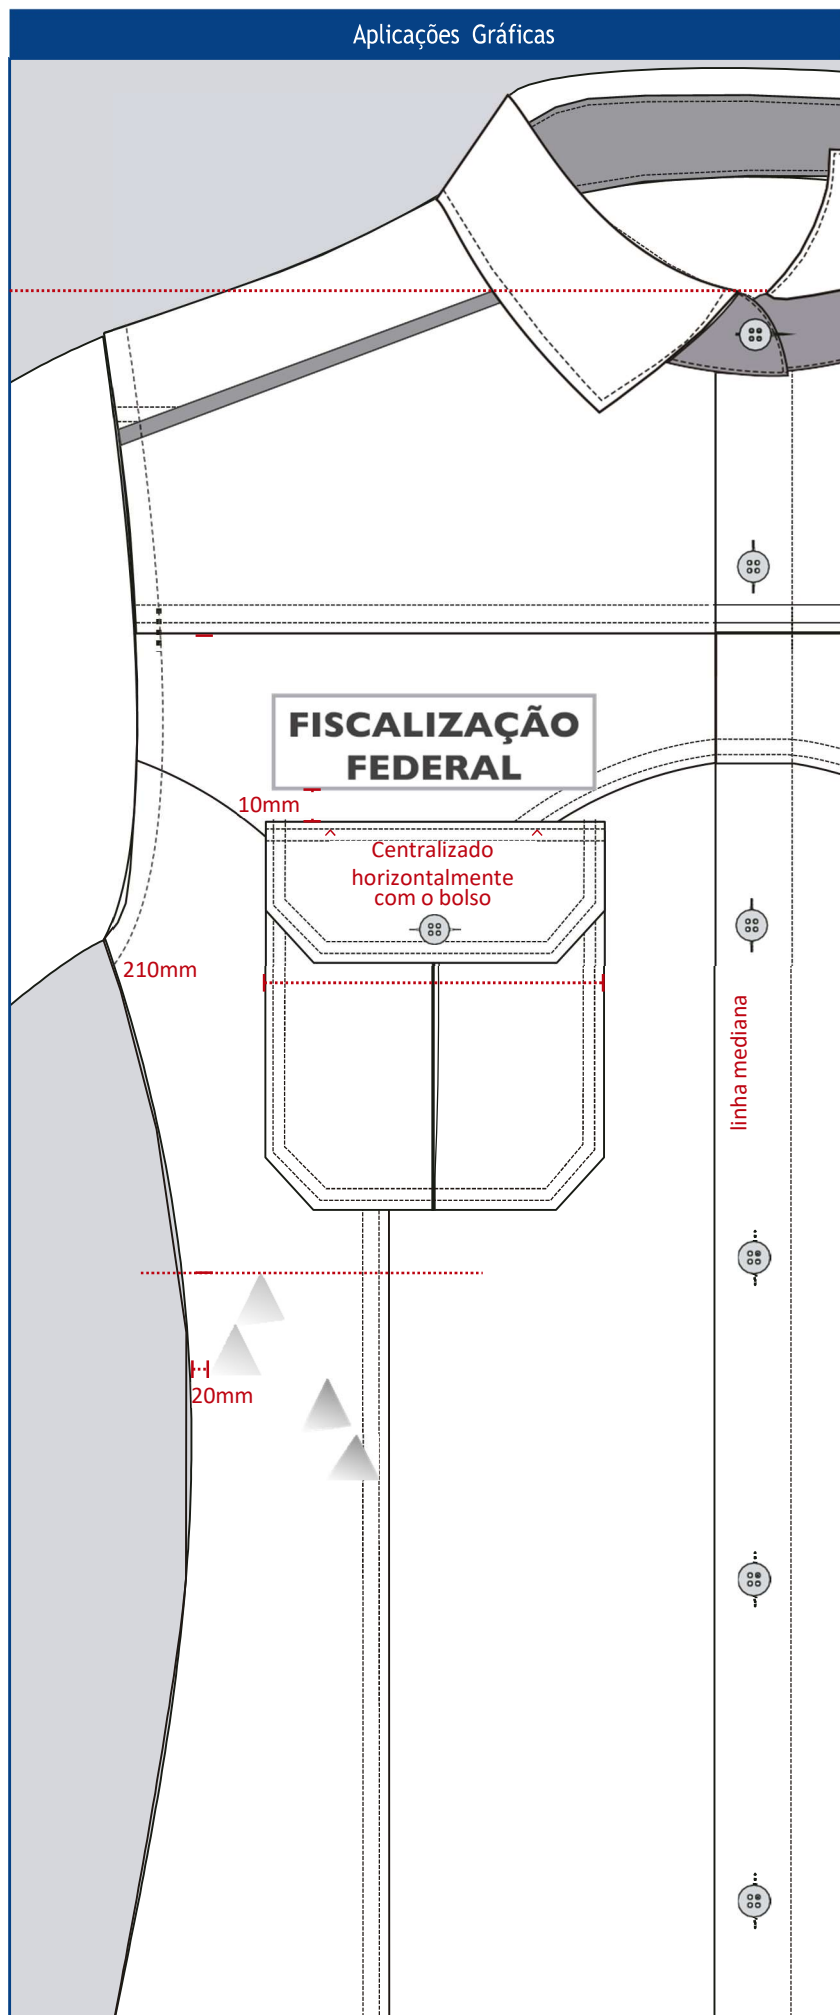 Aplicações Gráficas
FISCALIZAÇÃO
FEDERAL
10mm
Centralizado
horizontalmente
com o bolso
210mm
linha mediana
20mm